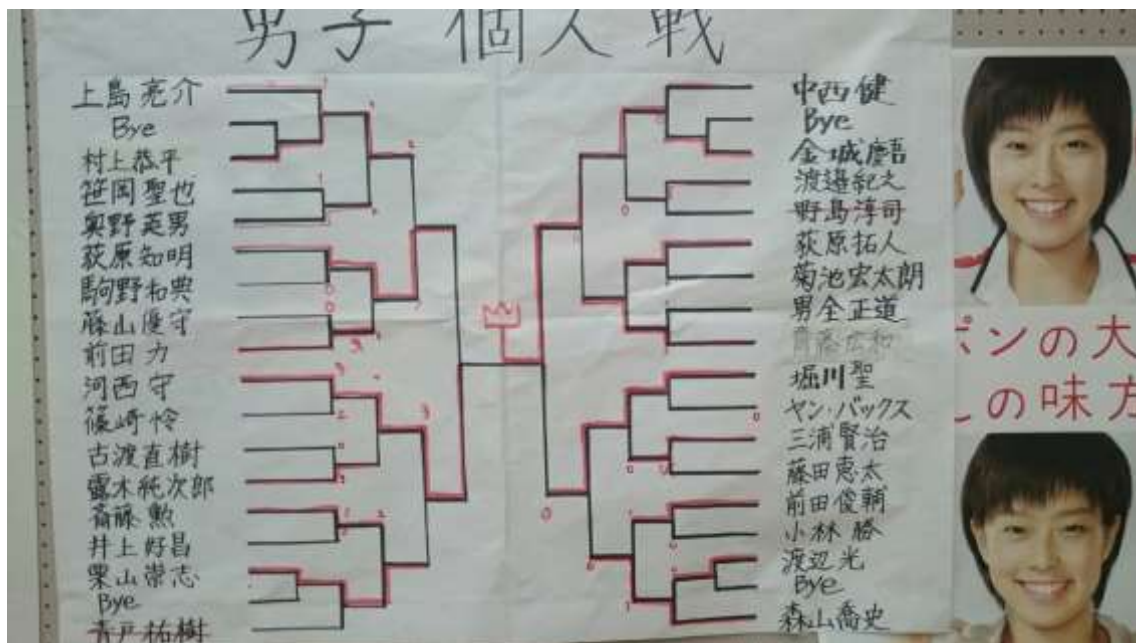 男子 個人戦
上島亮介
Bye
村上恭平
笹岡聖也
奥野英男
荻原知明
駒野和典
藤山優守
前田力
河西守
篠崎怜
古渡直樹
露木純次郎
斎藤勲
井上好昌
栗山崇志
Bye
青戸祐樹
中西健
Bye
金城慶吾
渡邉紀之
野島淳司
荻原拓人
菊池宏太朗
男全正道
斉藤広和
堀川聖
ヤン・バックス
三浦賢治
藤田恵太
前田俊輔
小林勝
渡辺光
Bye
森山喬史
ポンの大
しの味方